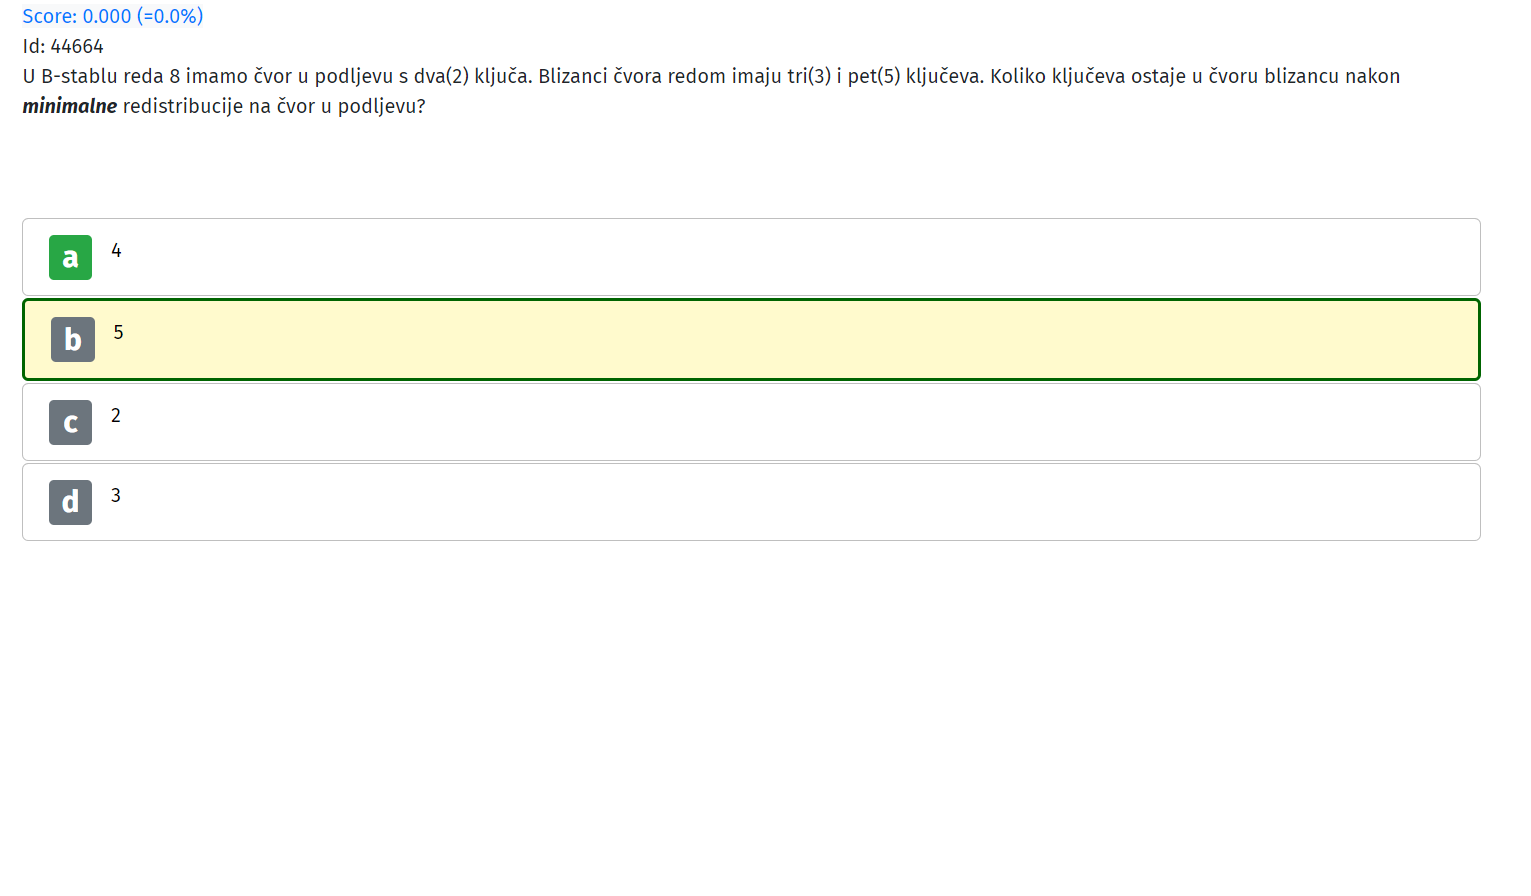 Score: 0.000 (=0.0%)
Id: 44664
U B-stablu reda 8 imamo čvor u podljevu s dva(2) ključa. Blizanci čvora redom imaju tri(3) i pet(5) ključeva. Koliko ključeva ostaje u čvoru blizancu nakon
minimalne redistribucije na čvor u podljevu?
a 4
b 5
c 2
d 3